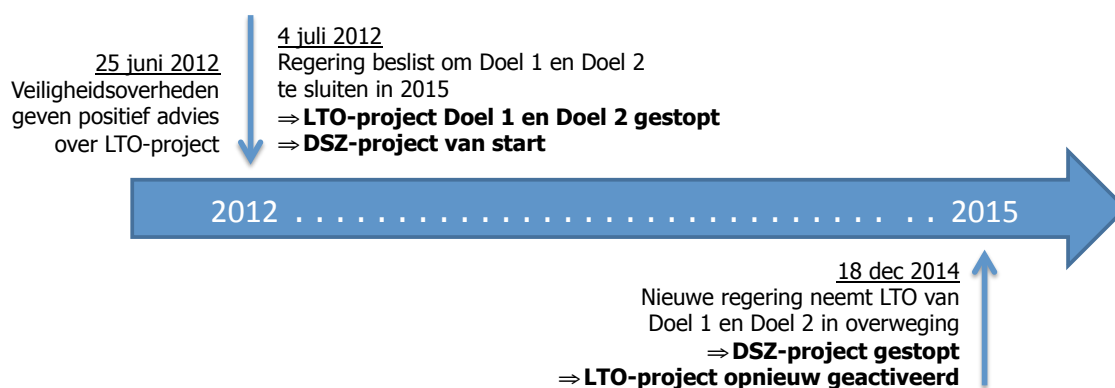 25 juni 2012
Veiligheidsoverheden
geven positief advies
over LTO-project
4 juli 2012
Regering beslist om Doel 1 en Doel 2
te sluiten in 2015
⇒ LTO-project Doel 1 en Doel 2 gestopt
⇒ DSZ-project van start
2012 . . . . . . . . . . . . . . . . . . . . . . . . . . . . . . . . 2015
18 dec 2014
Nieuwe regering neemt LTO van
Doel 1 en Doel 2 in overweging
⇒ DSZ-project gestopt
⇒ LTO-project opnieuw geactiveerd